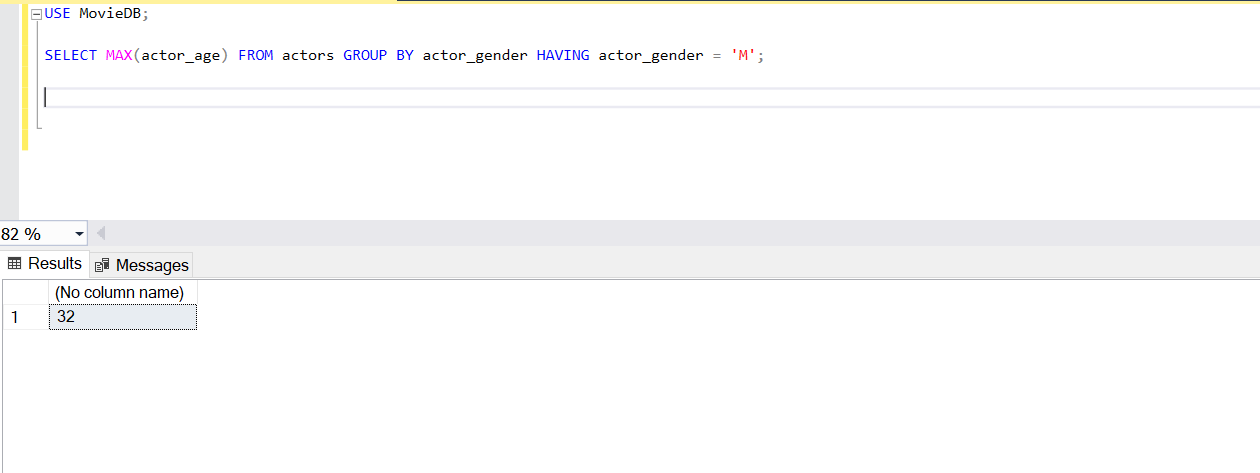 USE MovieDB;
SELECT MAX(actor_age) FROM actors GROUP BY actor_gender HAVING actor_gender = 'M';
82 %
Results Messages
(No column name)
1 32